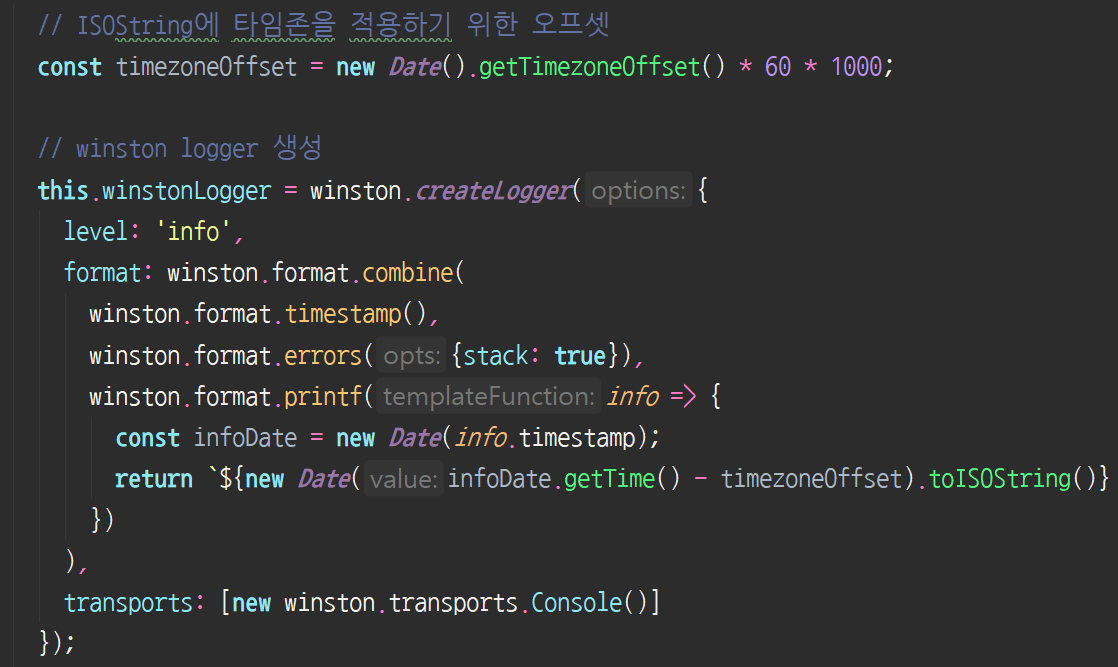 // ISOString에 타임존을 적용하기 위한 오프셋
const timezoneOffset = new Date().getTimezoneOffset() * 60 * 1000;
// winston logger 생성
this.winstonLogger = winston.createLogger( options: {
level: 'info',
format: winston.format.combine(
winston.format.timestamp(),
winston.format.errors( opts: {stack: true}),
winston.format.printf( templateFunction: info => {
const infoDate = new Date(info.timestamp);
return `${new Date( value: infoDate.getTime() - timezoneOffset).toISOString()}
})
),
transports: [new winston.transports.Console()]
});